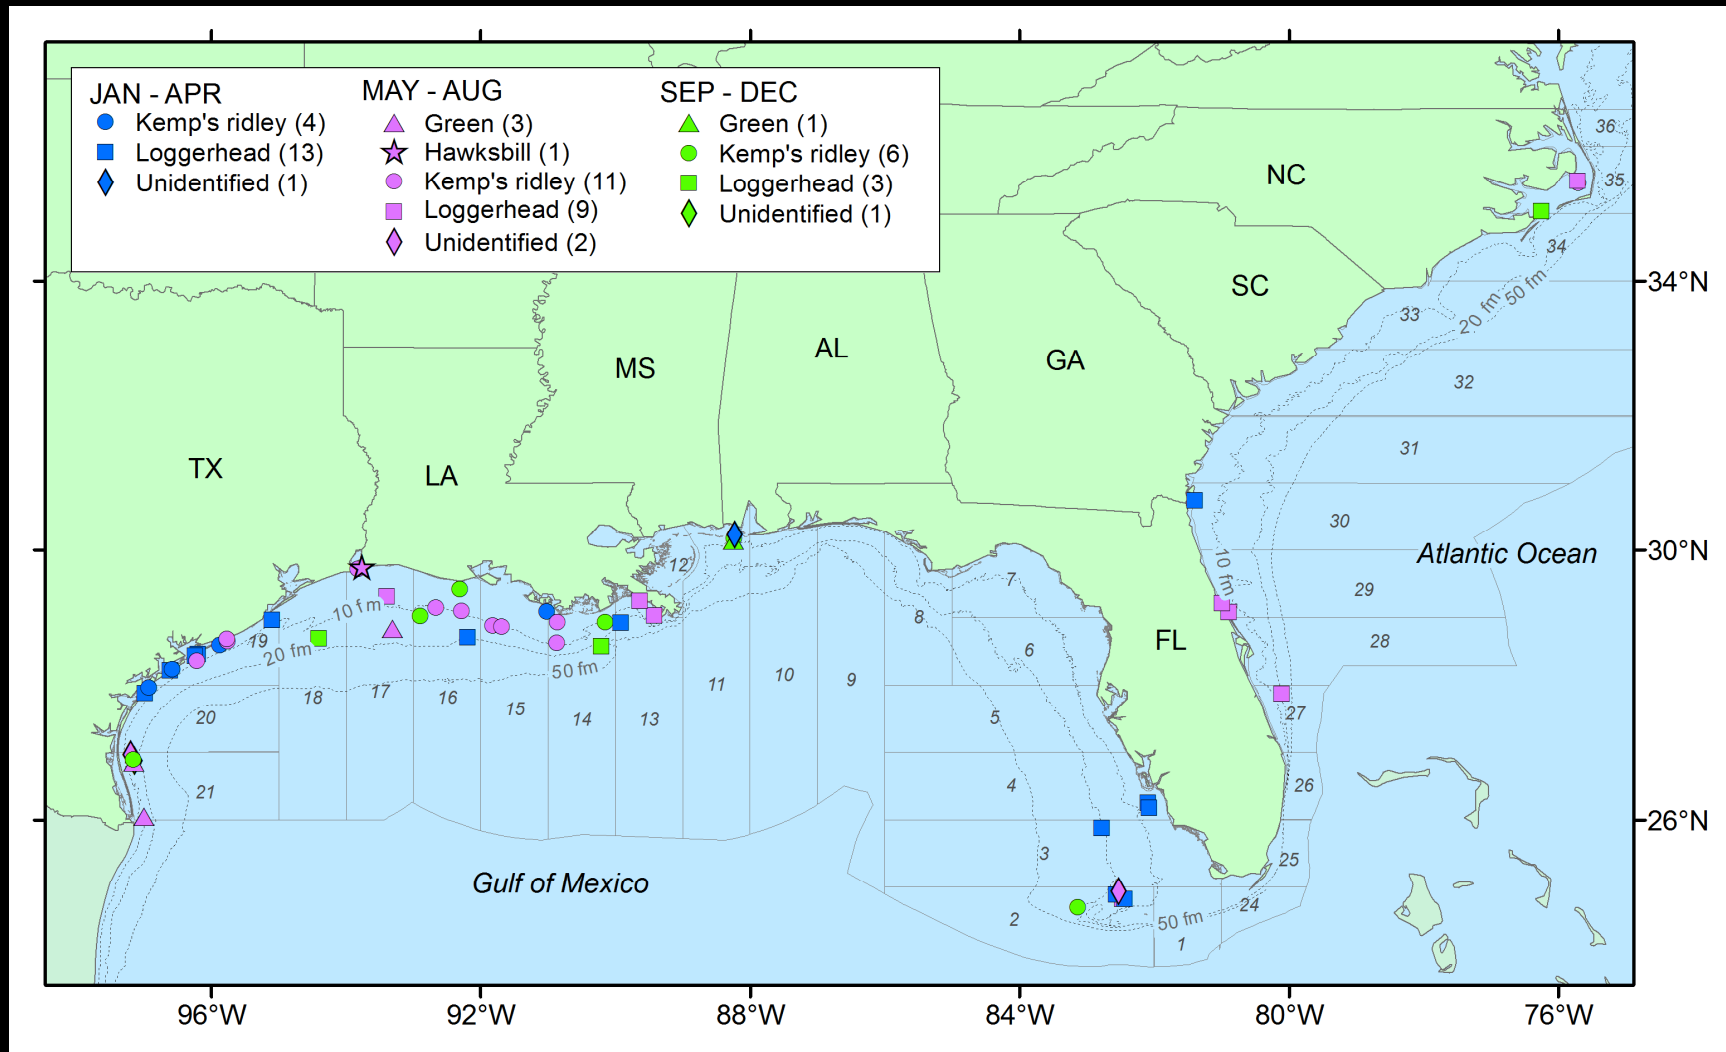 JAN - APR
Kemp's ridley (4)
Loggerhead (13)
Unidentified (1)
MAY - AUG
Green (3)
Hawksbill (1)
Kemp's ridley (11)
Loggerhead (9)
Unidentified (2)
SEP - DEC
Green (1)
Kemp's ridley (6)
Loggerhead (3)
Unidentified (1)
36
NC
35
34
SC
34°N
50 fm
20 fm
33
AL
GA
MS
32
TX
LA
31
30
Atlantic Ocean
30°N
12
10 fm
7
29
10 fm
8
19
20 fm
FL
28
6
50 fm
18
17
16
15
14
13
11
10
9
20
5
27
21
4
26
26°N
3
25
Gulf of Mexico
2
50 fm
24
1
96°W
92°W
88°W
84°W
80°W
76°W